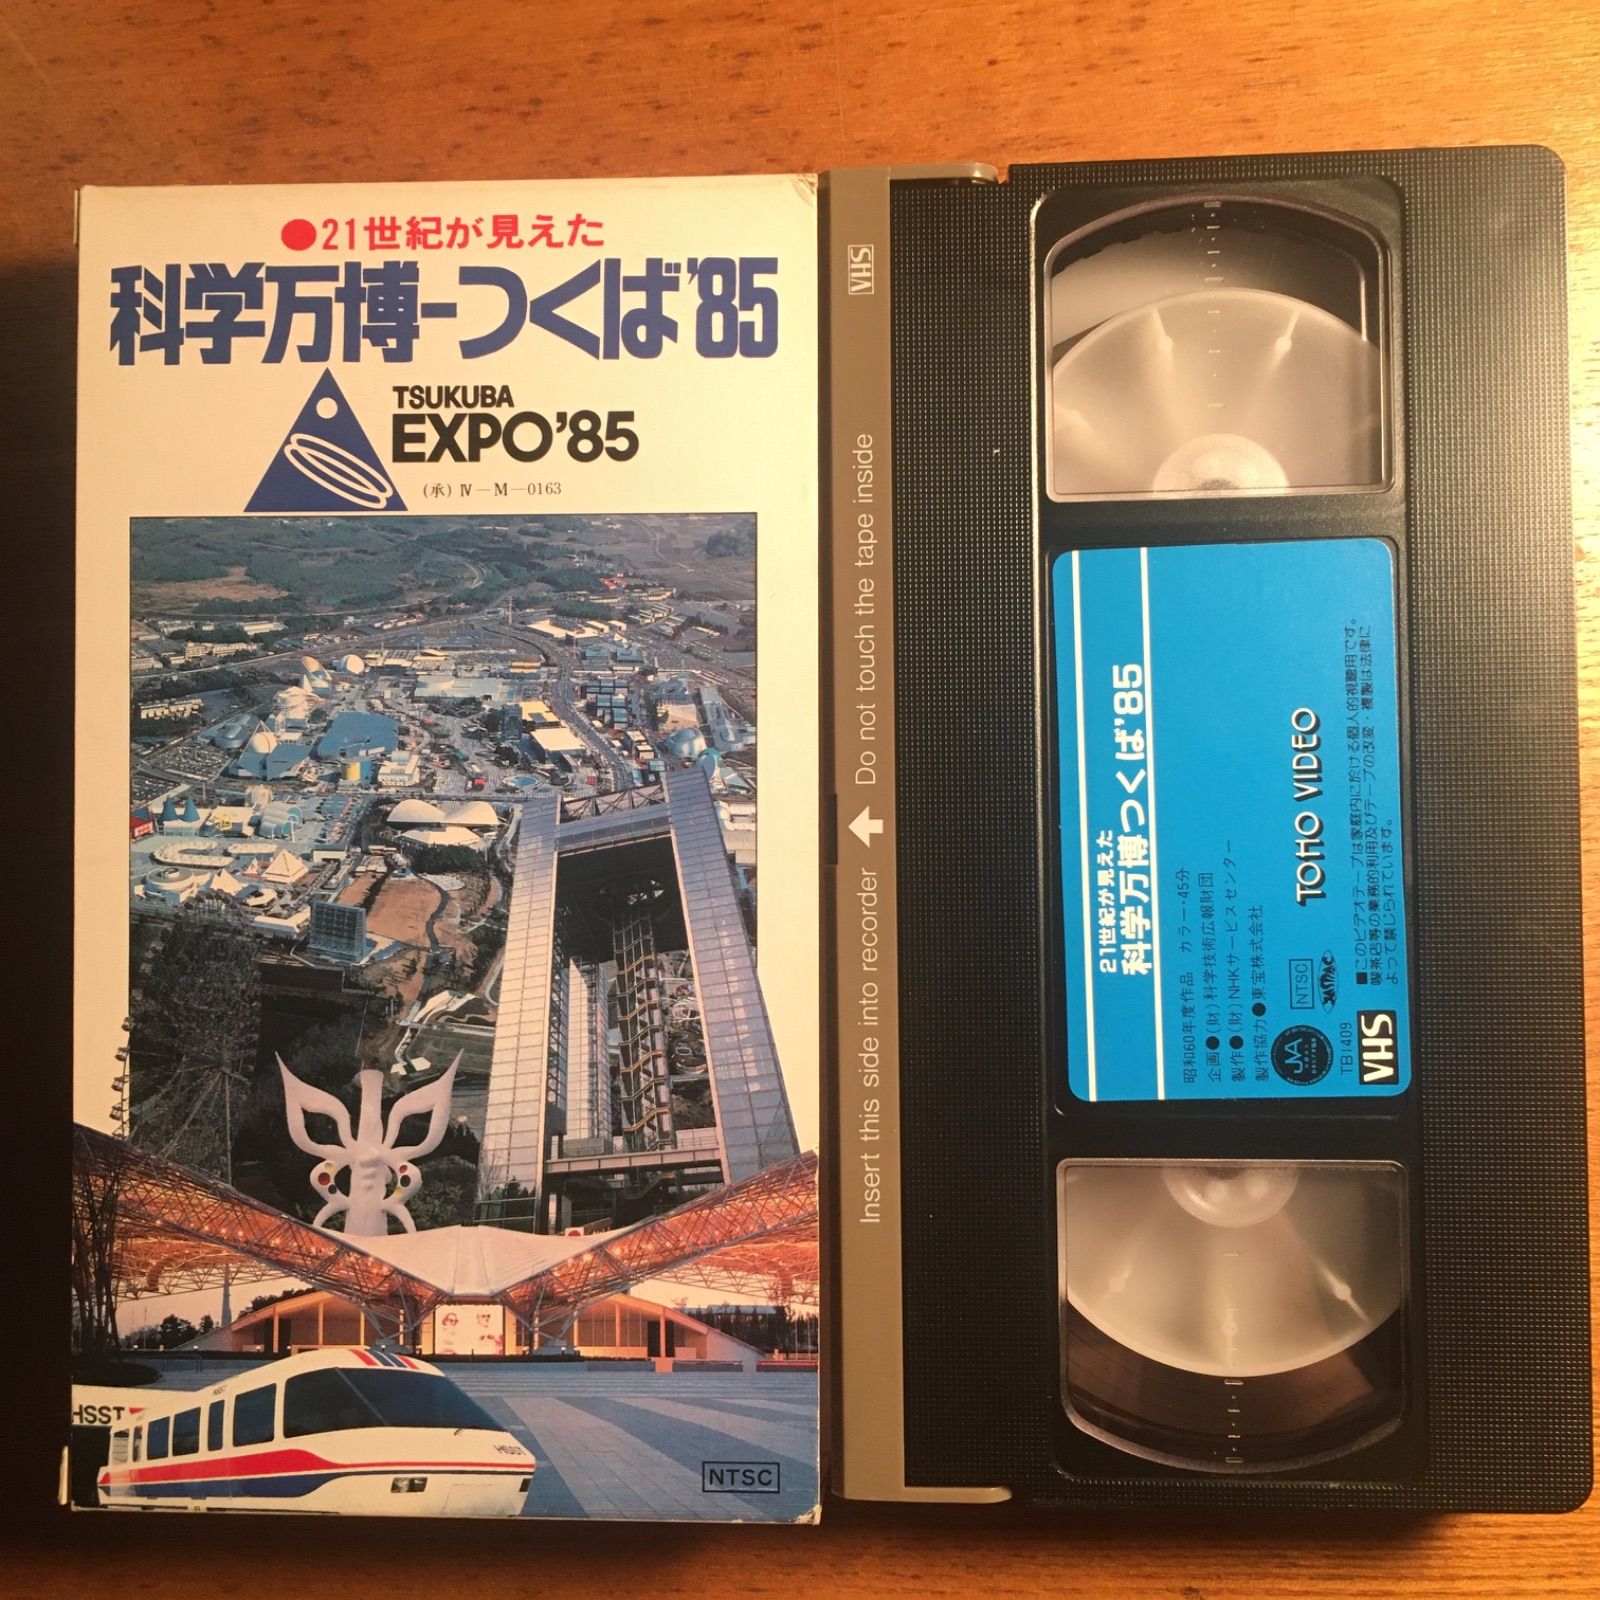 ●21世紀が見えた
科学万博-つくば'85
TSUKUBA
EXPO'85
(承) Ⅳ—M—0163
HSST
HSST
HSST
NTSC
VHS
Insert this side into recorder ↑ Do not touch the tape inside
21世紀が見えた
科学万博つくば'85
昭和60年度作品 カラー・45分
企画●(財)科学技術広報財団
製作●(財)NHKサービスセンター
製作協力●東宝株式会社
NTSC
JASRAC
TOHO VIDEO
JVA
TB1409
VHS
■このビデオテープは家庭内に於ける個人的視聴用です。
喫茶店等の業務的利用及びテープの改変・複製は法律に
よって禁じられています。